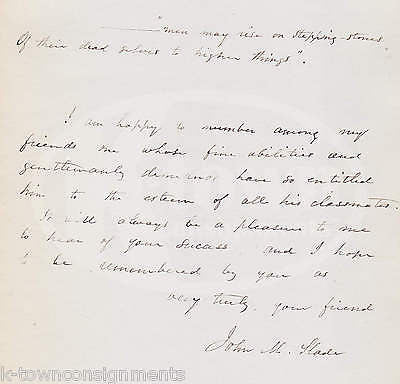 "men may rise on stepping-stones
Of their dead selves to higher things".
I am happy to number among my
friends one whose fine abilities and
gentlemanly demeanor have so entitled
him to the esteem of all his classmates.
It will always be a pleasure to me
to hear of your success and I hope
to be remembered by you as
very truly your friend
John M. Slade
k-townconsignments